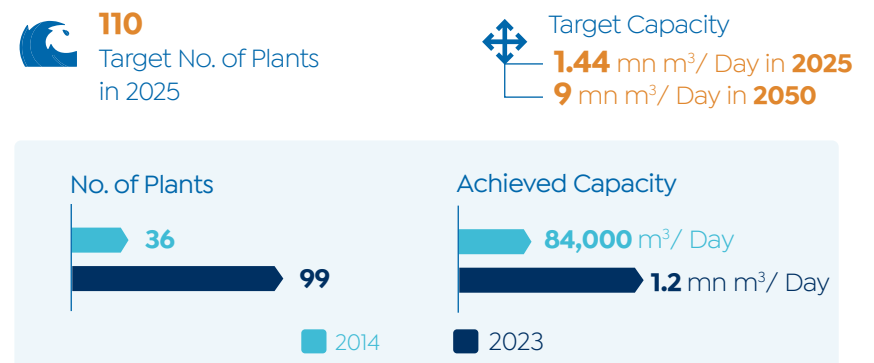 110
Target No. of Plants
in 2025
Target Capacity
1.44 mn m³/ Day in 2025
9 mn m³/ Day in 2050
No. of Plants
36
99
Achieved Capacity
84,000 m³/ Day
1.2 mn m³/ Day
2014
2023